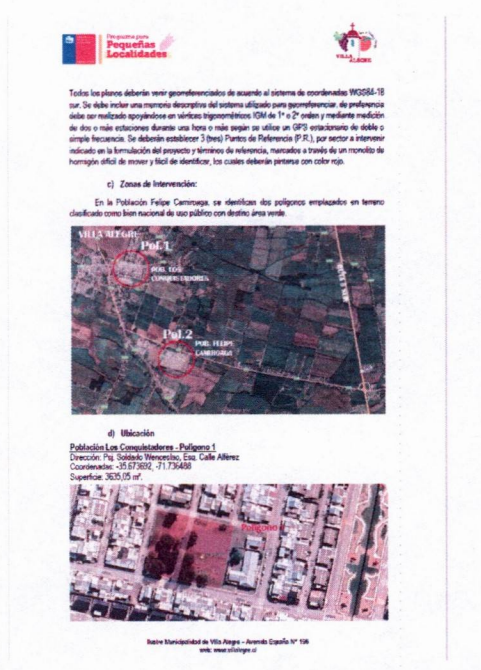 Programa para
Pequeñas
Localidades
VILLA
ALEGRE
Todos los planos deberán venir georreferenciados de acuerdo al sistema de coordenadas WGS84-18
sur. Se debe incluir una memoria descriptiva del sistema utilizado para georreferenciar, de preferencia
debe ser realizado apoyándose en vértices trigonométricos IGM de 1° o 2° orden y mediante medición
de dos o más estaciones durante una hora o más según se utilice un GPS estacionario de doble o
simple frecuencia. Se deberán establecer 3 (tres) Puntos de Referencia (P.R.), por sector a intervenir
indicado en la formulación del proyecto y términos de referencia, marcados a través de un monolito de
hormigón difícil de mover y fácil de identificar, los cuales deberán pintarse con color rojo.
c) Zonas de Intervención:
En la Población Felipe Camiroaga, se identifican dos polígonos emplazados en terreno
clasificado como bien nacional de uso público con destino área verde.
VILLA ALEGRE
Pol.1
POB. LOS
CONQUISTADORES
Pol.2
POB. FELIPE
CAMIROAGA
d) Ubicación
Población Los Conquistadores - Polígono 1
Dirección: Psj. Soldado Wenceslao, Esq. Calle Alférez
Coordenadas: -35.673692, -71.736488
Superficie: 3635,05 m².
Polígono
Ilustre Municipalidad de Villa Alegre – Avenida España N° 196
web: www.villalegre.cl